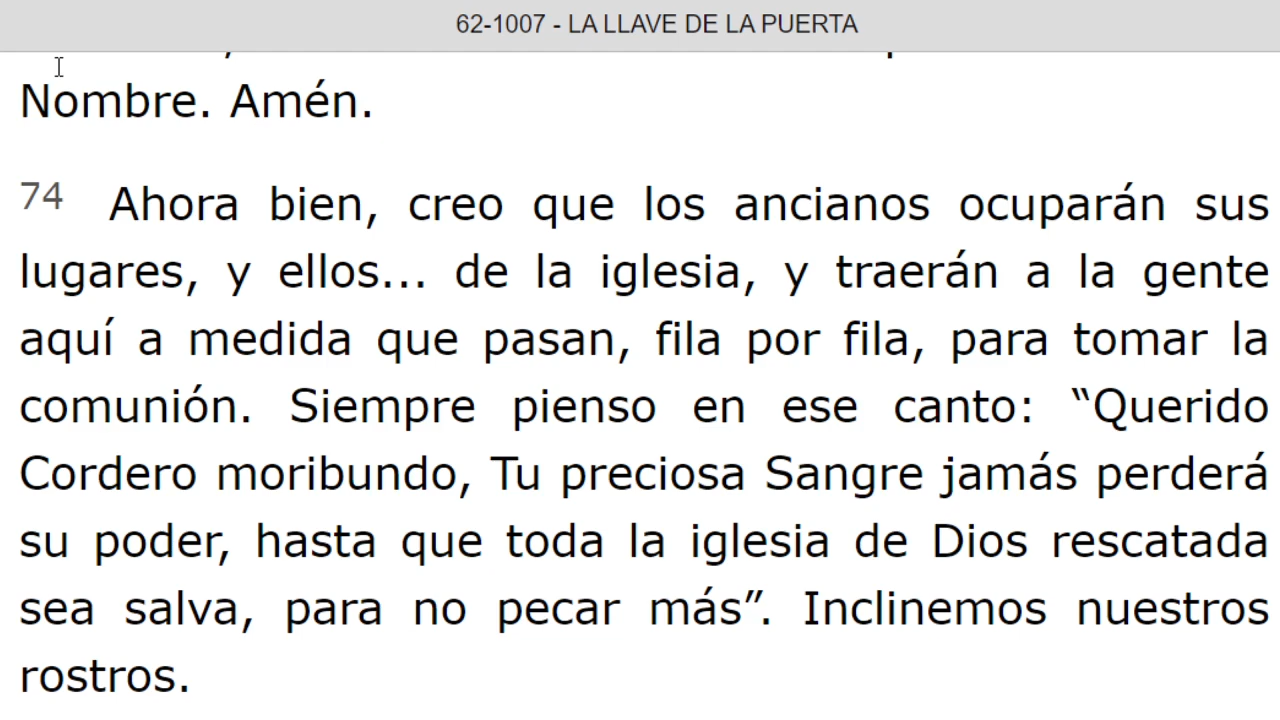 62-1007 - LA LLAVE DE LA PUERTA
Nombre. Amén.
74 Ahora bien, creo que los ancianos ocuparán sus
lugares, y ellos... de la iglesia, y traerán a la gente
aquí a medida que pasan, fila por fila, para tomar la
comunión. Siempre pienso en ese canto: “Querido
Cordero moribundo, Tu preciosa Sangre jamás perderá
su poder, hasta que toda la iglesia de Dios rescatada
sea salva, para no pecar más”. Inclinemos nuestros
rostros.